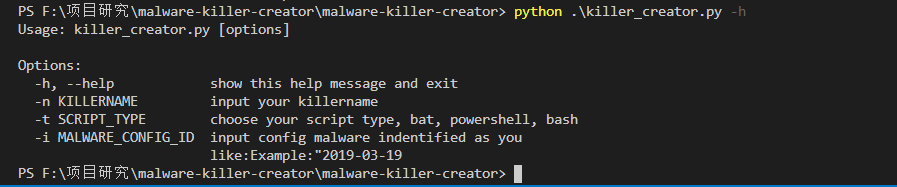 PS F:\项目研究\malware-killer-creator\malware-killer-creator> python .\killer_creator.py -h
Usage: killer_creator.py [options]
Options:
-h, --help show this help message and exit
-n KILLERNAME input your killername
-t SCRIPT_TYPE choose your script type, bat, powershell, bash
-i MALWARE_CONFIG_ID input config malware indentified as you
like:Example:"2019-03-19
PS F:\项目研究\malware-killer-creator\malware-killer-creator>